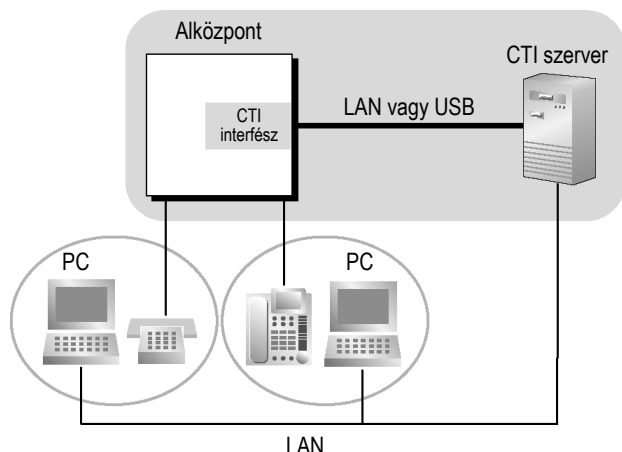 Alközpont
CTI szerver
CTI
interfész
LAN vagy USB
PC
PC
LAN